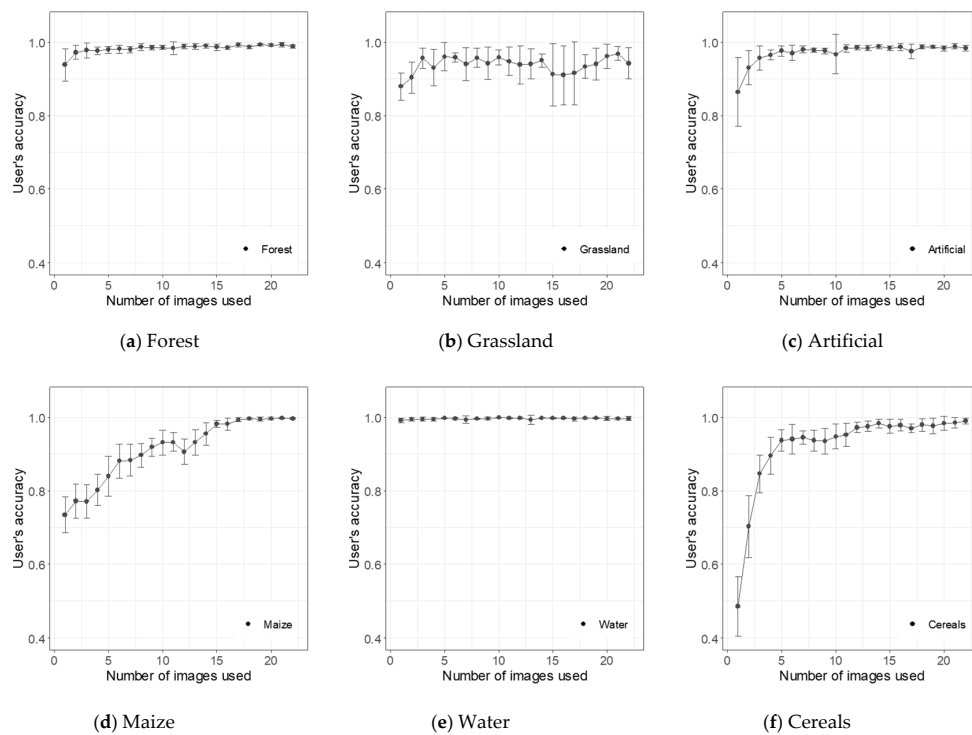 1.0
0.8
0.6
0.4
User's accuracy
0 5 10 15 20
Number of images used
Forest
(a) Forest
1.0
0.8
0.6
0.4
User's accuracy
0 5 10 15 20
Number of images used
Grassland
(b) Grassland
1.0
0.8
0.6
0.4
User's accuracy
0 5 10 15 20
Number of images used
Artificial
(c) Artificial
1.0
0.8
0.6
0.4
User's accuracy
0 5 10 15 20
Number of images used
Maize
(d) Maize
1.0
0.8
0.6
0.4
User's accuracy
0 5 10 15 20
Number of images used
Water
(e) Water
1.0
0.8
0.6
0.4
User's accuracy
0 5 10 15 20
Number of images used
Cereals
(f) Cereals